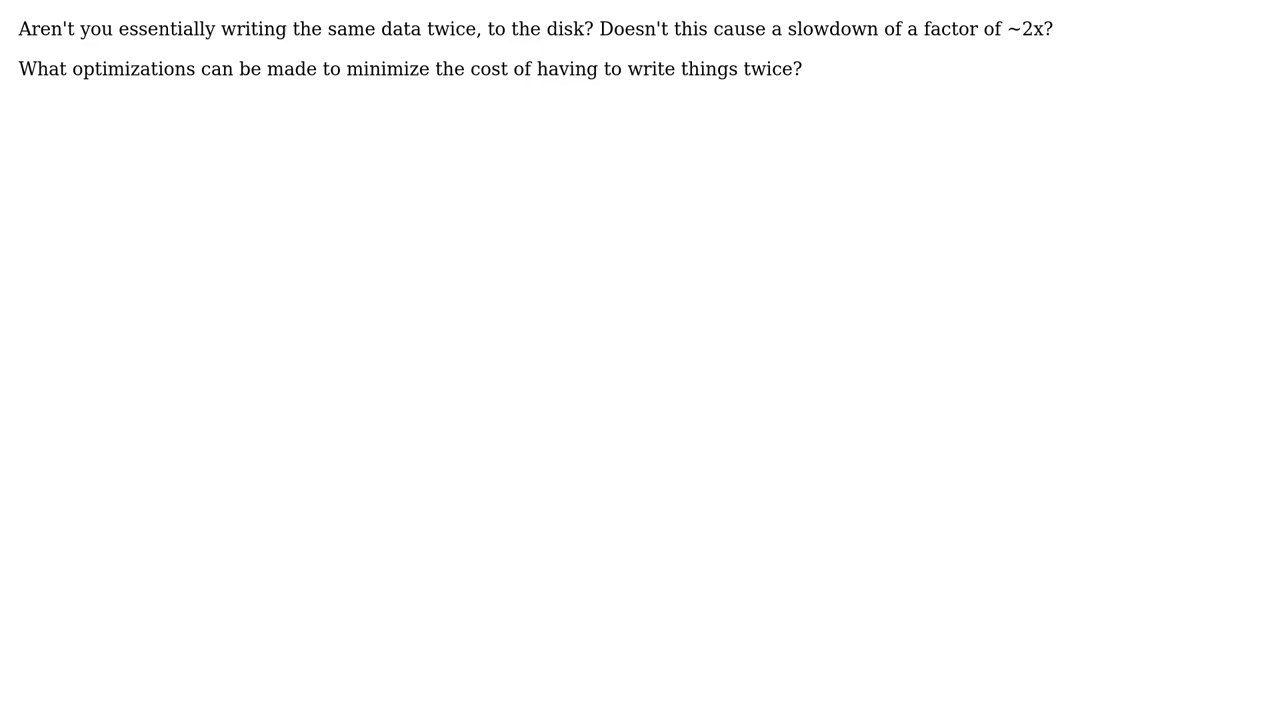 Aren't you essentially writing the same data twice, to the disk? Doesn't this cause a slowdown of a factor of ~2x?
What optimizations can be made to minimize the cost of having to write things twice?